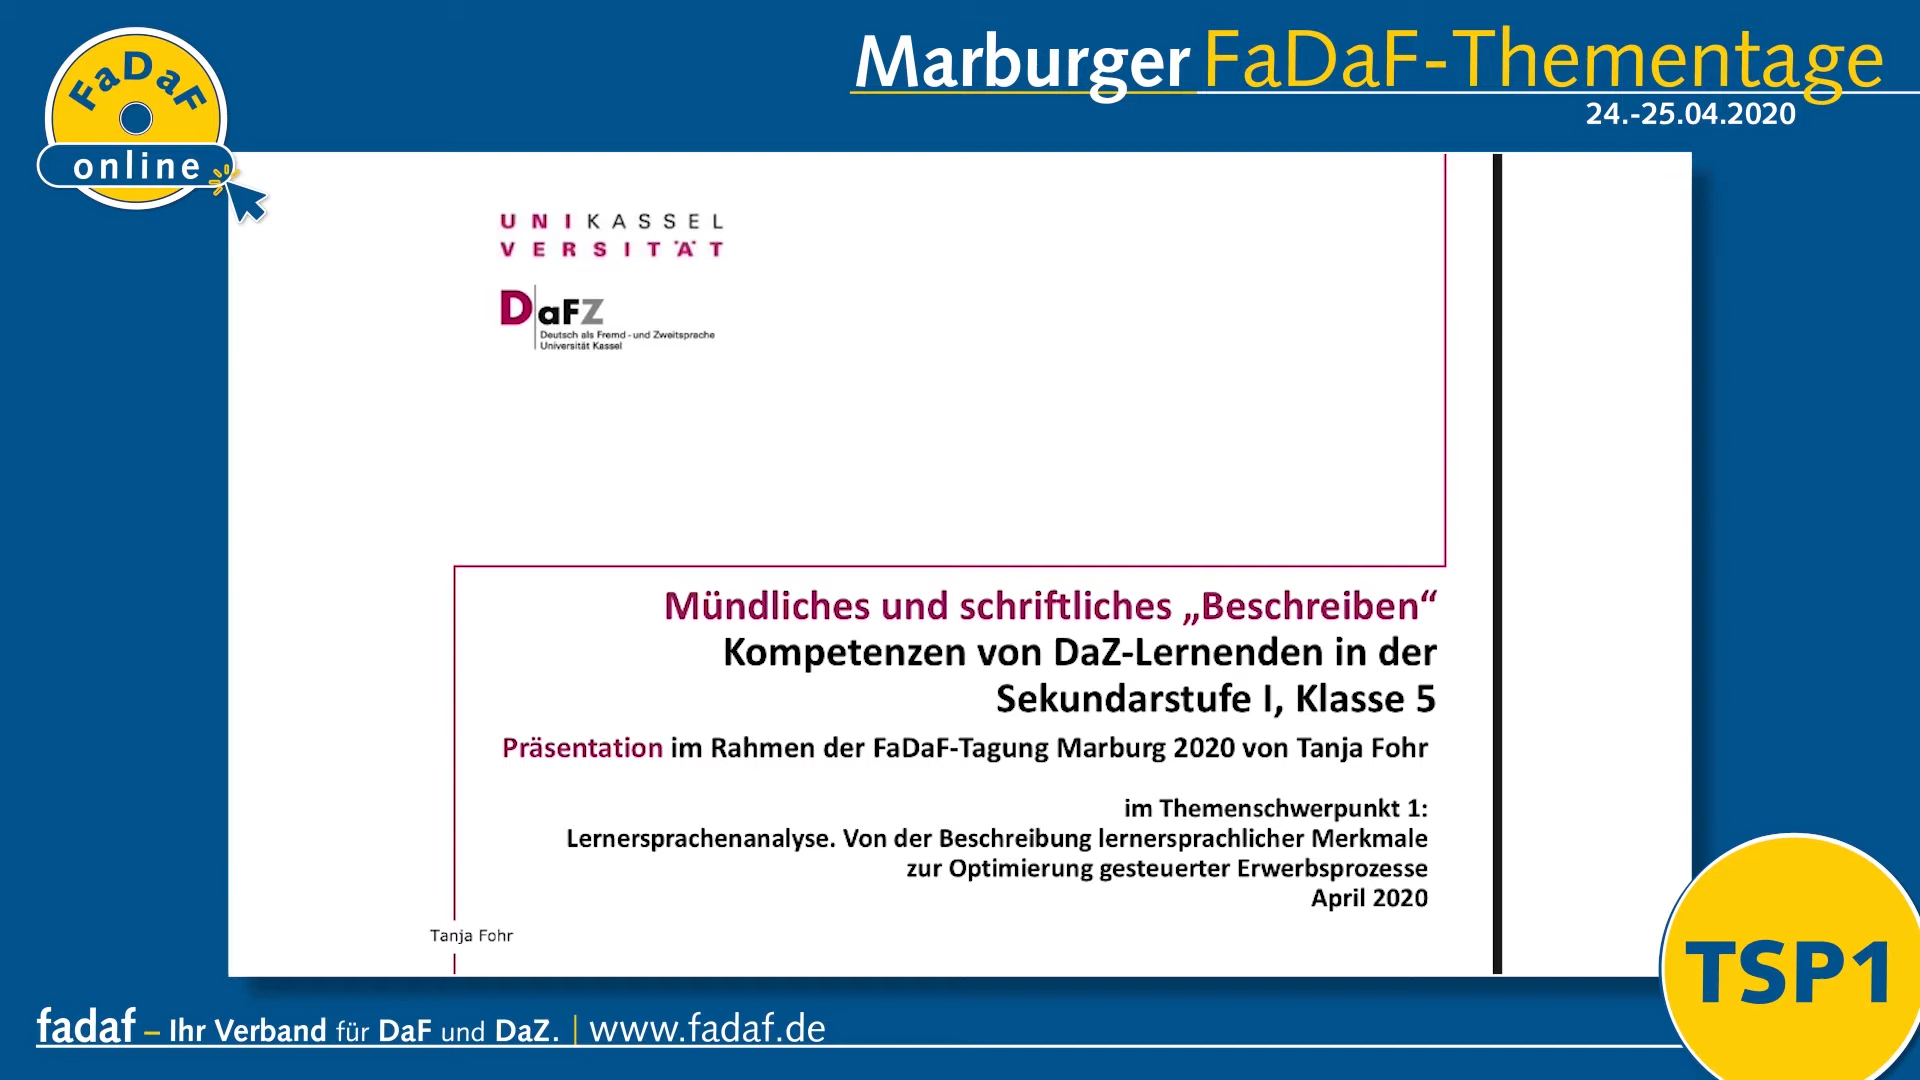 FaDaF
online
Marburger FaDaF-Thementage
24.-25.04.2020
UNIKASSEL
VERSITÄT
DaFZ
Deutsch als Fremd- und Zweitsprache
Universität Kassel
Mündliches und schriftliches „Beschreiben“
Kompetenzen von DaZ-Lernenden in der
Sekundarstufe I, Klasse 5
Präsentation im Rahmen der FaDaF-Tagung Marburg 2020 von Tanja Fohr
im Themenschwerpunkt 1:
Lernersprachenanalyse. Von der Beschreibung lernersprachlicher Merkmale
zur Optimierung gesteuerter Erwerbsprozesse
April 2020
Tanja Fohr
TSP1
fadaf – Ihr Verband für DaF und DaZ. | www.fadaf.de